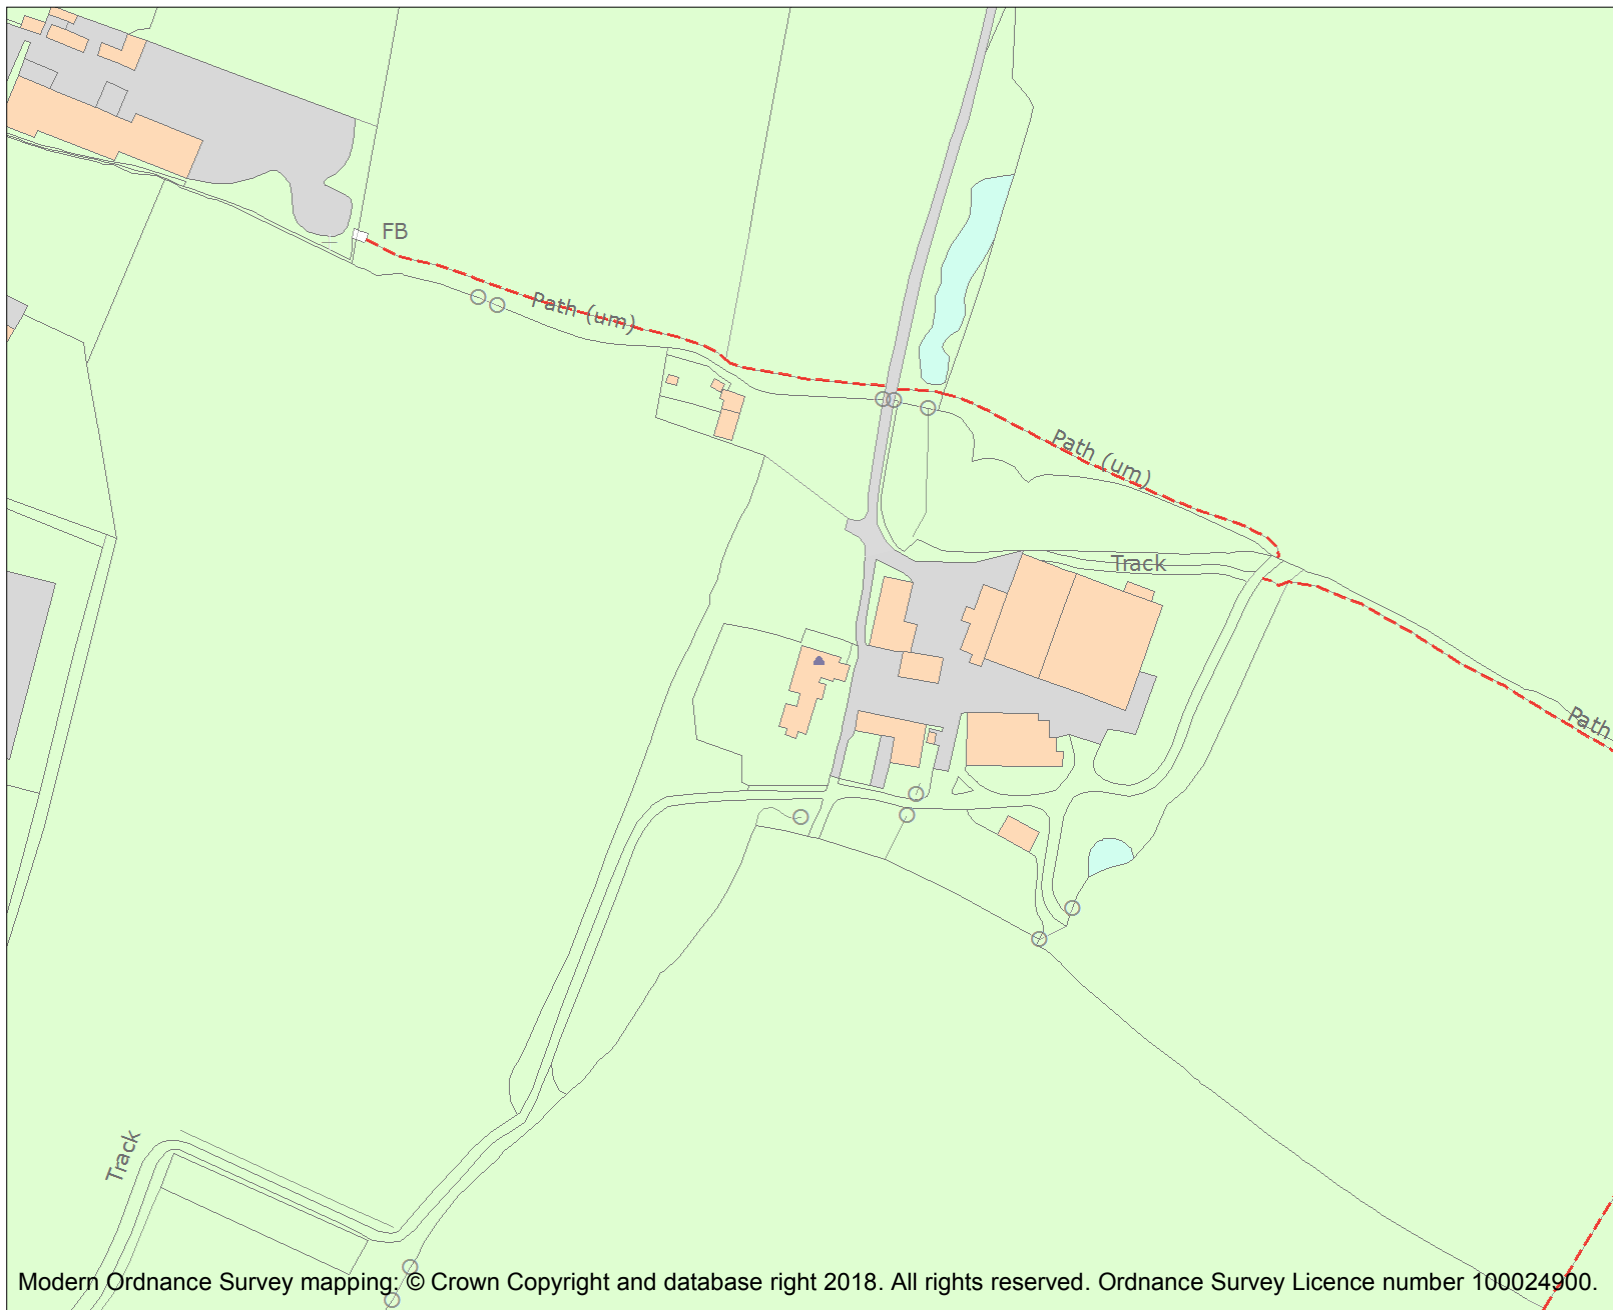 FB
Path (um)
Path (um)
Track
Path
Track
Modern Ordnance Survey mapping: © Crown Copyright and database right 2018. All rights reserved. Ordnance Survey Licence number 100024900.